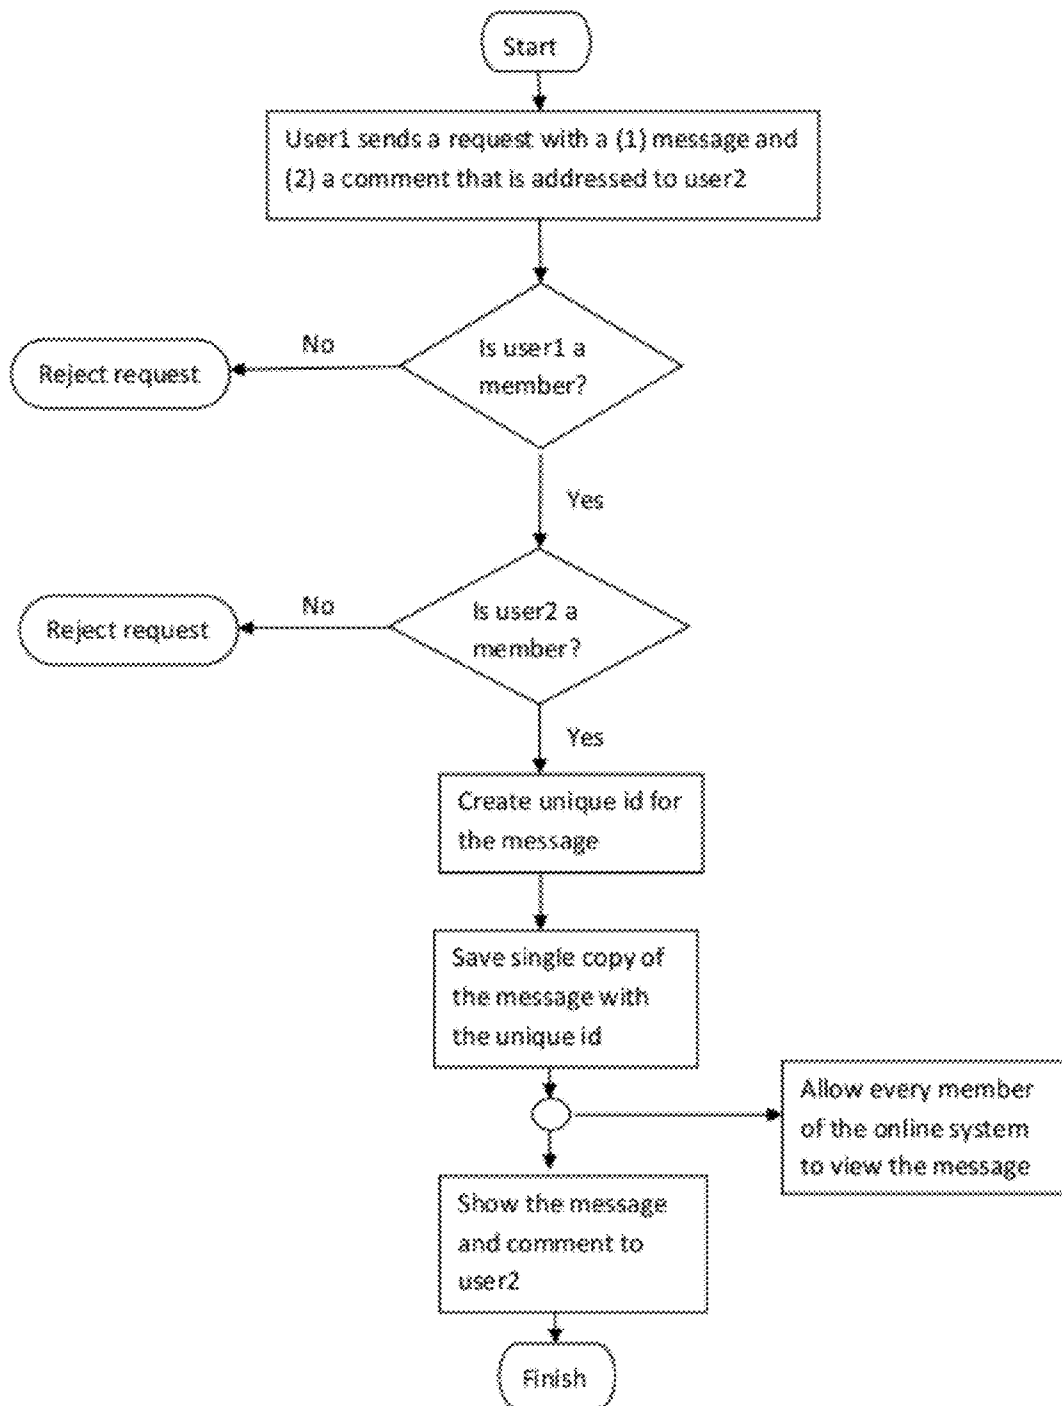 Start
User1 sends a request with a (1) message and
(2) a comment that is addressed to user2
Is user1 a
member?
No
Reject request
Yes
Is user2 a
member?
No
Reject request
Yes
Create unique id for
the message
Save single copy of
the message with
the unique id
Allow every member
of the online system
to view the message
Show the message
and comment to
user2
Finish